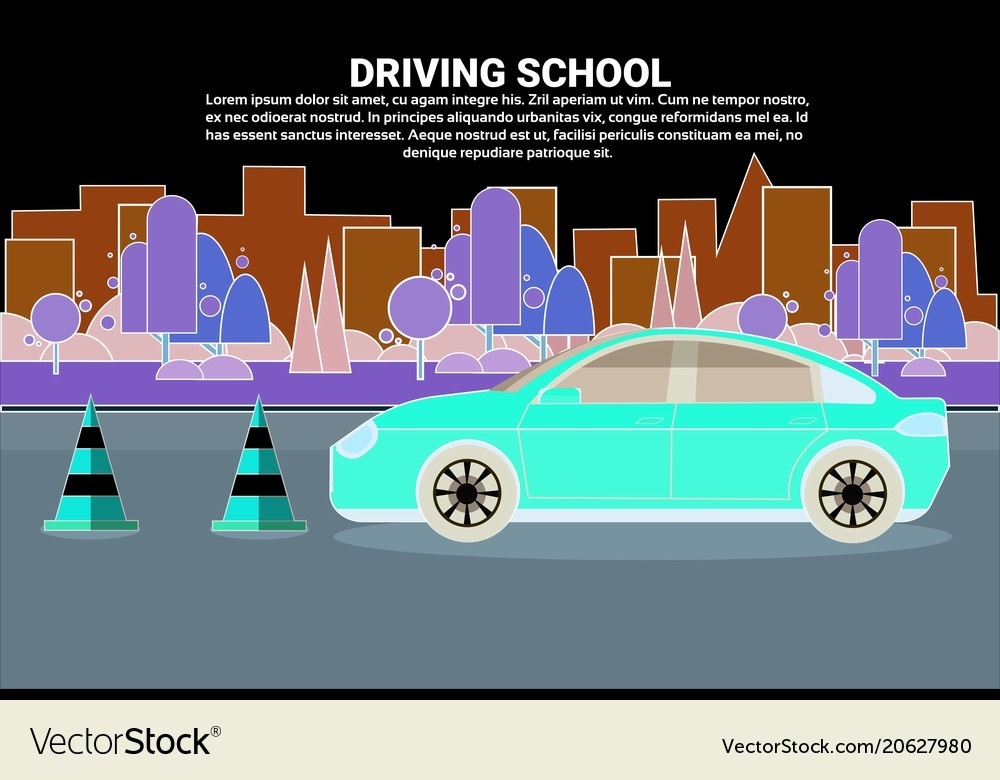 DRIVING SCHOOL
Lorem ipsum dolor sit amet, cu agam integre his. Zril aperiam ut vim. Cum ne tempor nostro,
ex nec odioerat nostrud. In principes aliquando urbanitas vix, congue reformidans mel ea. Id
has essent sanctus interesset. Aeque nostrud est ut, facilisi periculis constituam ea mei, no
denique repudiare patrioque sit.
VectorStock®
VectorStock.com/20627980